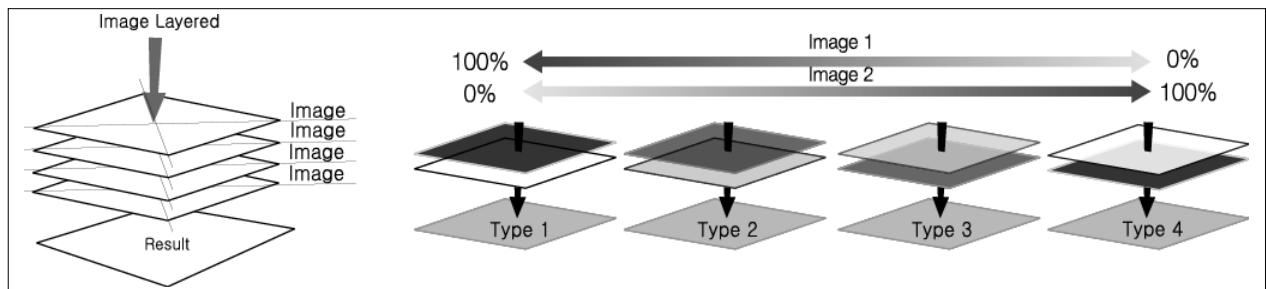 Image Layered
Image
Image
Image
Image
Result
Image 1
100%
0%
Image 2
0%
100%
Type 1
Type 2
Type 3
Type 4